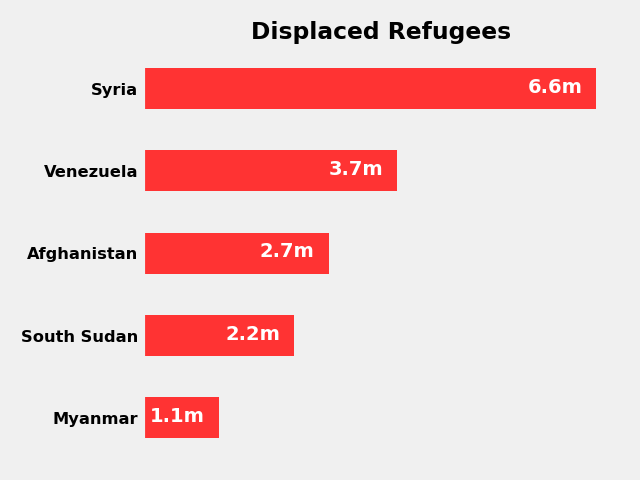 Displaced Refugees
Syria 6.6m
Venezuela 3.7m
Afghanistan 2.7m
South Sudan 2.2m
Myanmar 1.1m